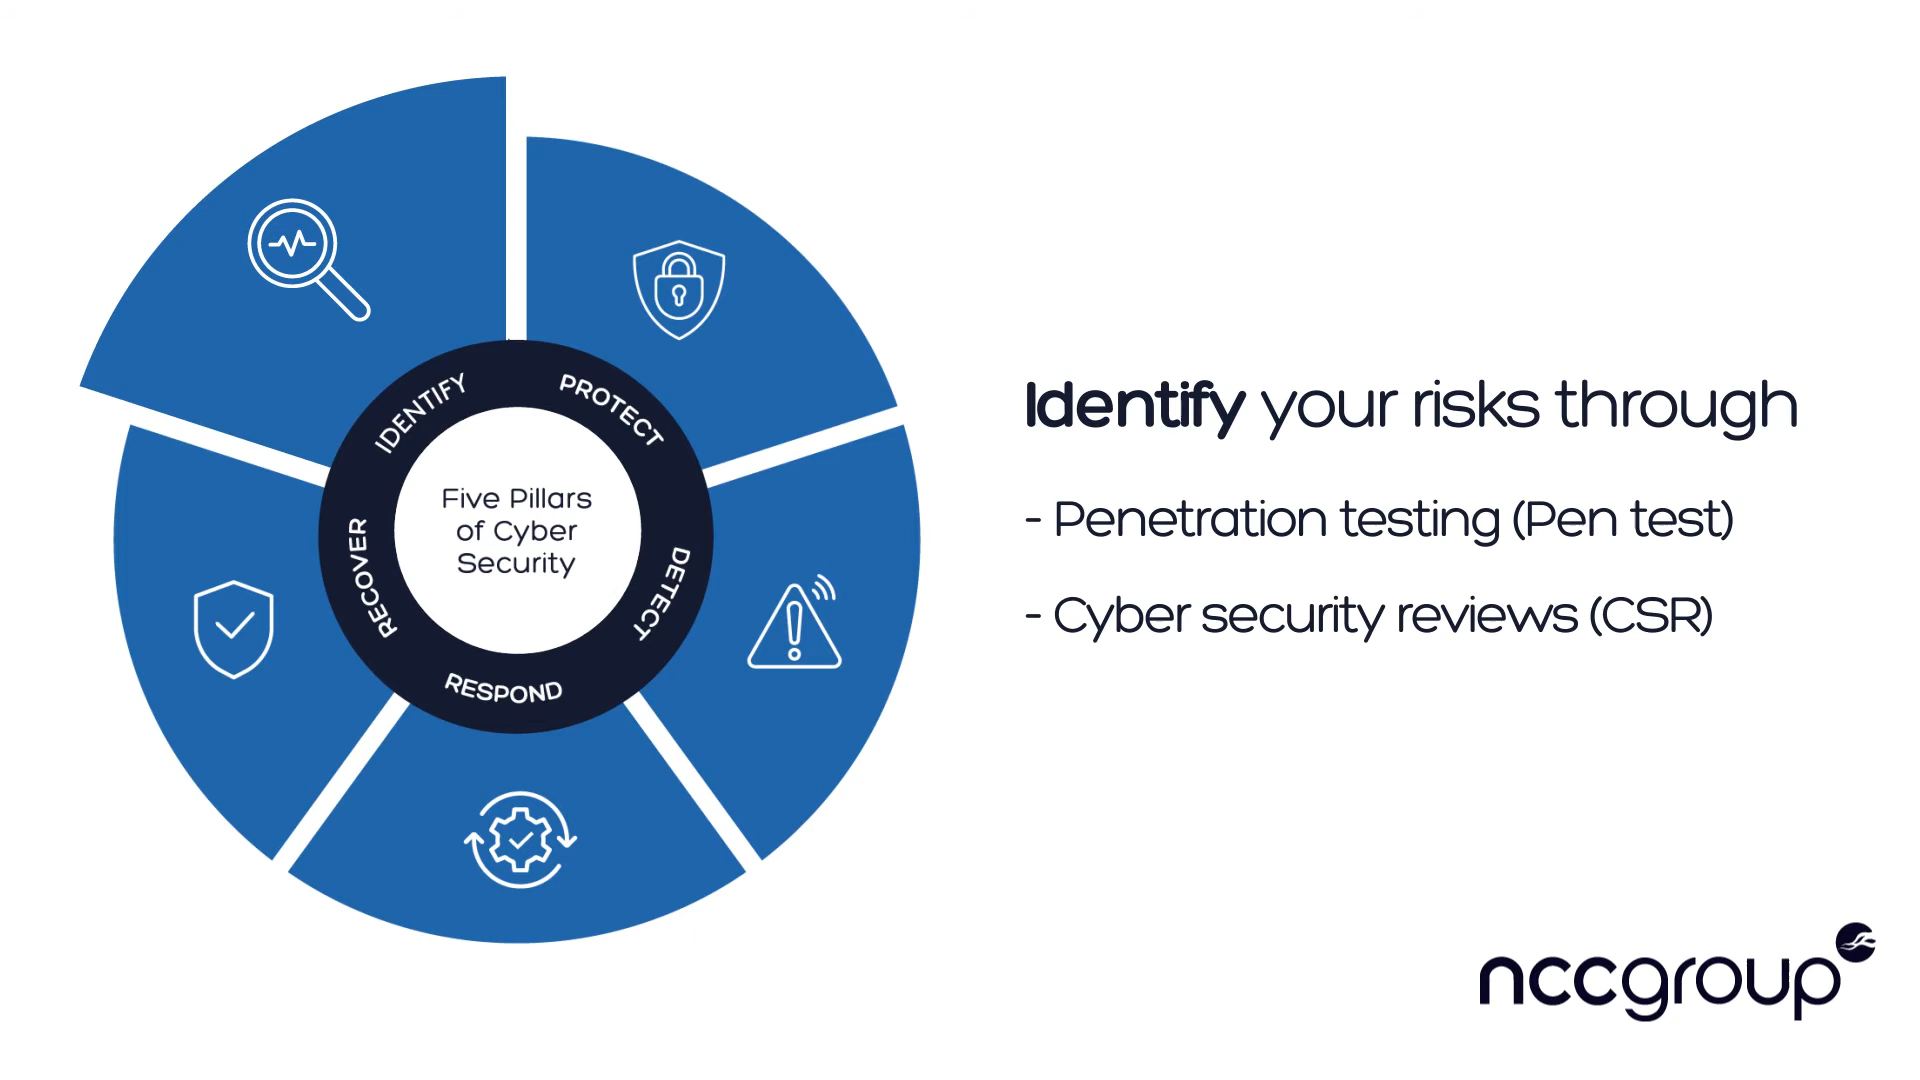 IDENTIFY
PROTECT
DETECT
RESPOND
RECOVER
Five Pillars
of Cyber
Security
Identify your risks through
- Penetration testing (Pen test)
- Cyber security reviews (CSR)
nccgroup